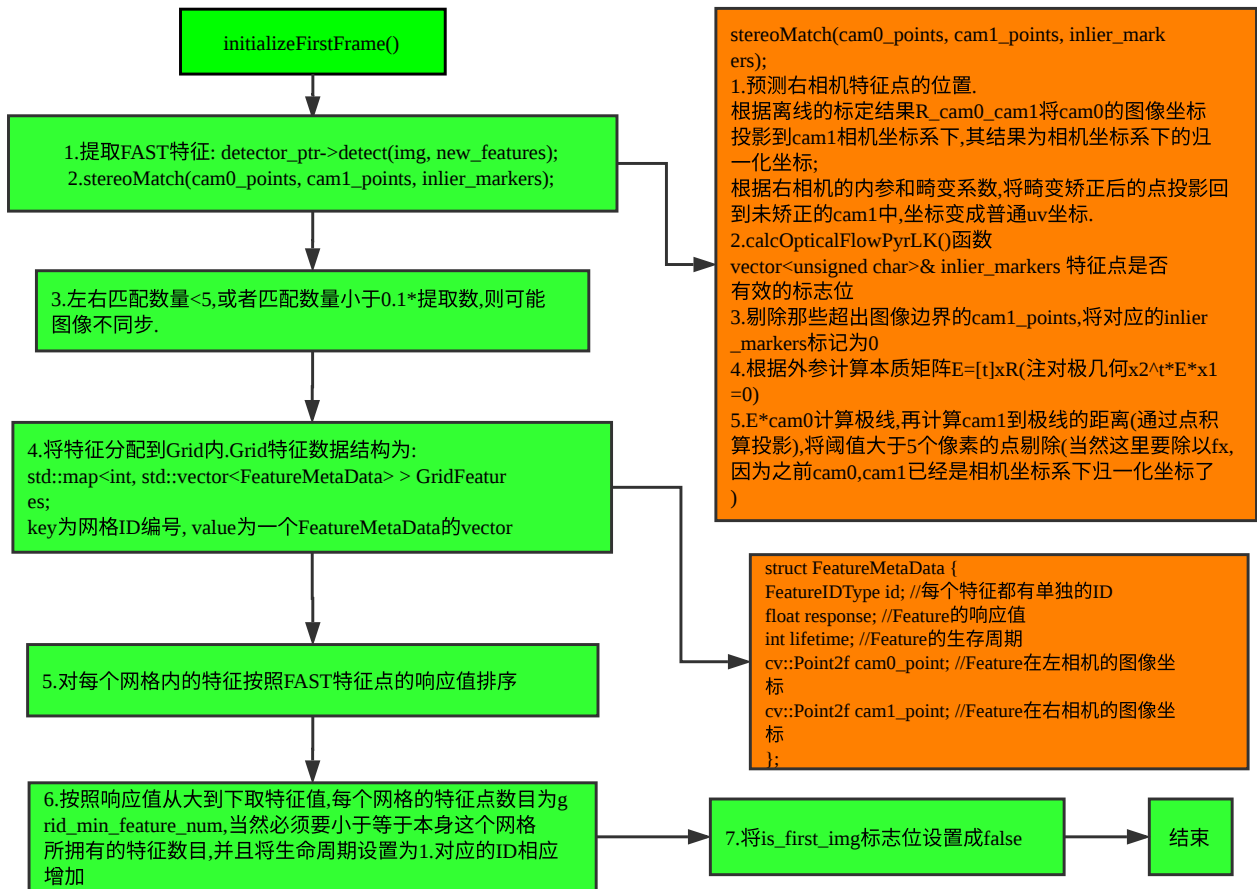 initializeFirstFrame()
1.提取FAST特征: detector_ptr->detect(img, new_features);
2.stereoMatch(cam0_points, cam1_points, inlier_markers);
3.左右匹配数量<5,或者匹配数量小于0.1*提取数,则可能
图像不同步.
4.将特征分配到Grid内.Grid特征数据结构为:
std::map<int, std::vector<FeatureMetaData> > GridFeatur
es;
key为网格ID编号, value为一个FeatureMetaData的vector
5.对每个网格内的特征按照FAST特征点的响应值排序
6.按照响应值从大到下取特征值,每个网格的特征点数目为g
rid_min_feature_num,当然必须要小于等于本身这个网格
所拥有的特征数目,并且将生命周期设置为1.对应的ID相应
增加
7.将is_first_img标志位设置成false
结束
stereoMatch(cam0_points, cam1_points, inlier_mark
ers);
1.预测右相机特征点的位置.
根据离线的标定结果R_cam0_cam1将cam0的图像坐标
投影到cam1相机坐标系下,其结果为相机坐标系下的归
一化坐标;
根据右相机的内参和畸变系数,将畸变矫正后的点投影回
到未矫正的cam1中,坐标变成普通uv坐标.
2.calcOpticalFlowPyrLK()函数
vector<unsigned char>& inlier_markers 特征点是否
有效的标志位
3.剔除那些超出图像边界的cam1_points,将对应的inlier
_markers标记为0
4.根据外参计算本质矩阵E=[t]xR(注对极几何x2^t*E*x1
=0)
5.E*cam0计算极线,再计算cam1到极线的距离(通过点积
算投影),将阈值大于5个像素的点剔除(当然这里要除以fx,
因为之前cam0,cam1已经是相机坐标系下归一化坐标了
)
struct FeatureMetaData {
FeatureIDType id; //每个特征都有单独的ID
float response; //Feature的响应值
int lifetime; //Feature的生存周期
cv::Point2f cam0_point; //Feature在左相机的图像坐
标
cv::Point2f cam1_point; //Feature在右相机的图像坐
标
};